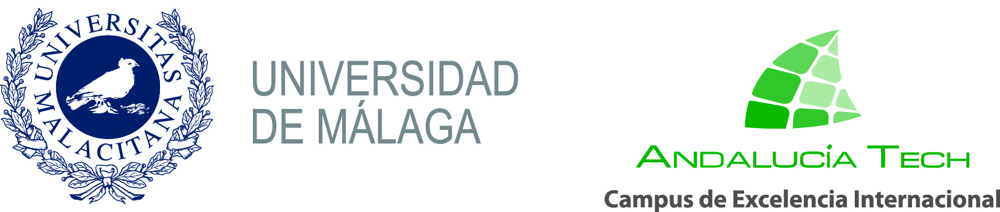 UNIVERSITAS
MALACITANA
UNIVERSIDAD
DE MÁLAGA
ANDALUCÍA TECH
Campus de Excelencia Internacional